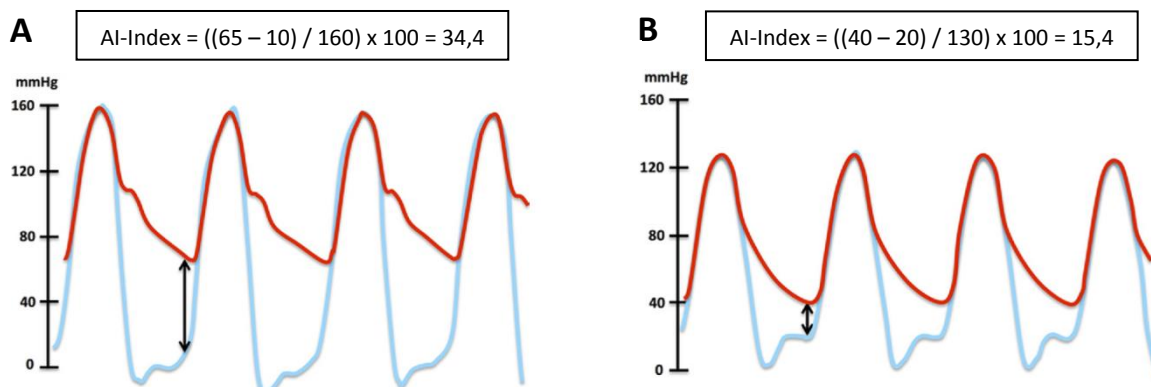 A
AI-Index = ((65 – 10) / 160) x 100 = 34,4
mmHg
160
120
80
40
0
B
AI-Index = ((40 – 20) / 130) x 100 = 15,4
mmHg
160
120
80
40
0